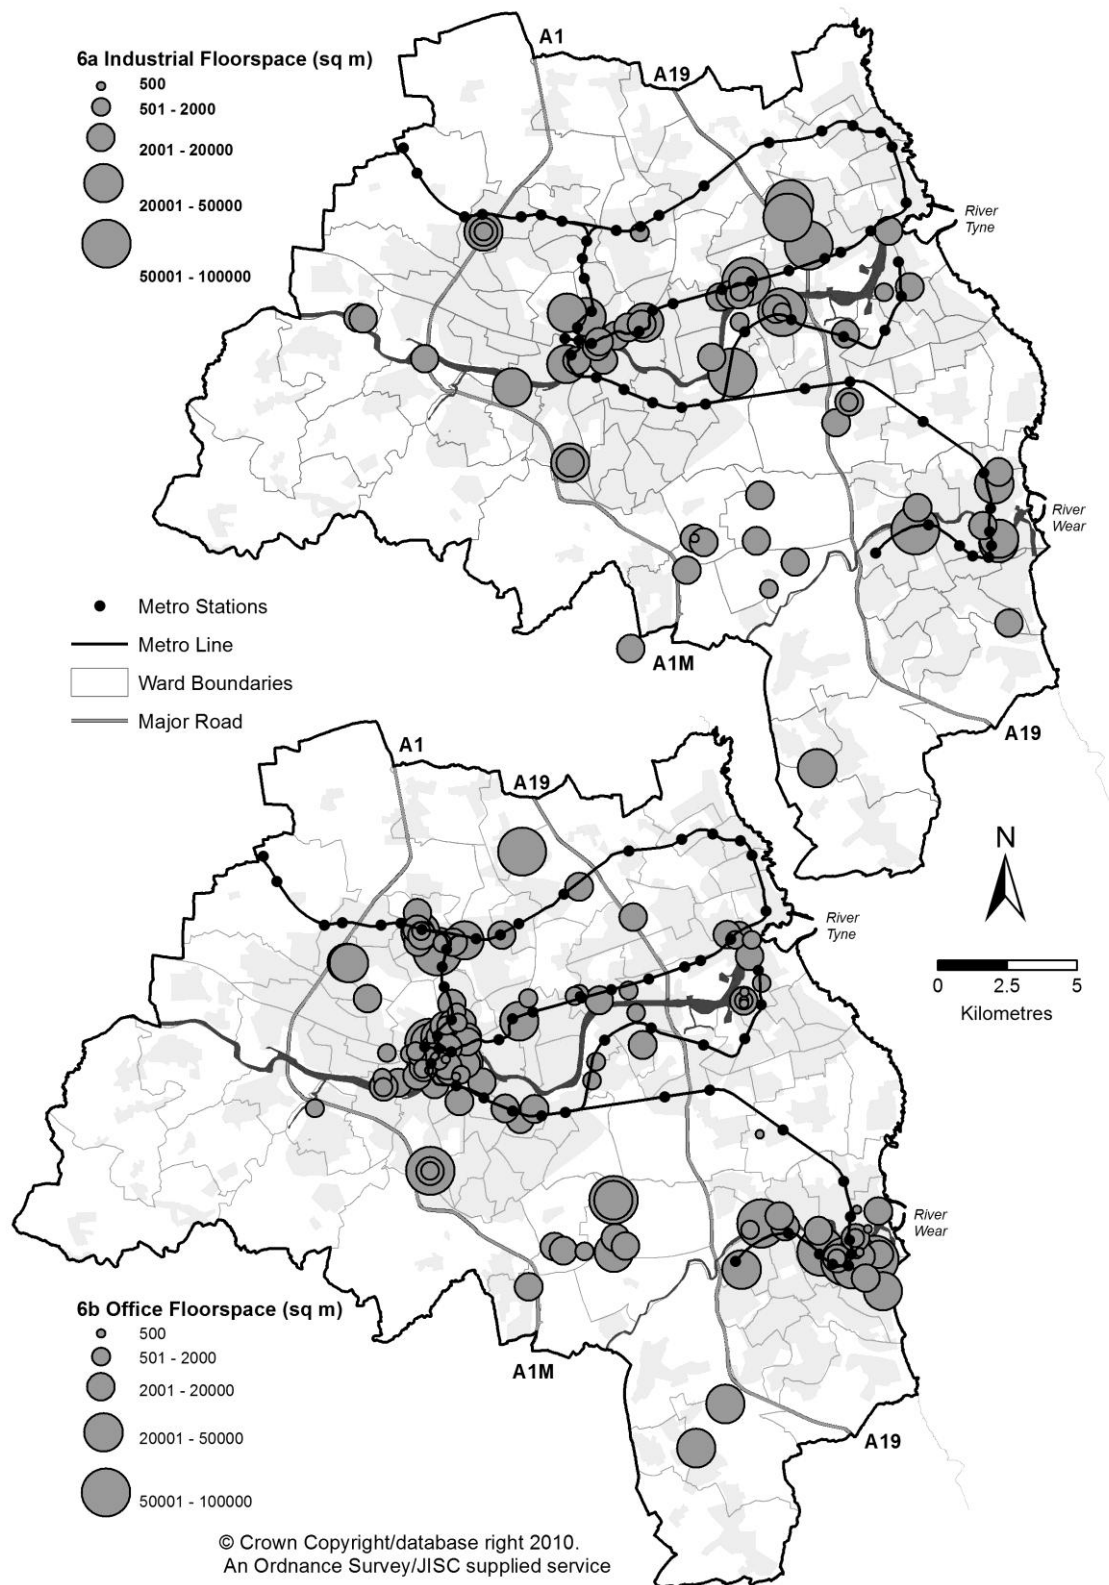 6a Industrial Floorspace (sq m)
500
501 - 2000
2001 - 20000
20001 - 50000
50001 - 100000
A1
A19
River
Tyne
River
Wear
Metro Stations
Metro Line
Ward Boundaries
Major Road
A1M
A19
A1
A19
N
River
Tyne
0 2.5 5
Kilometres
River
Wear
6b Office Floorspace (sq m)
500
501 - 2000
2001 - 20000
20001 - 50000
50001 - 100000
A1M
A19
© Crown Copyright/database right 2010.
An Ordnance Survey/JISC supplied service